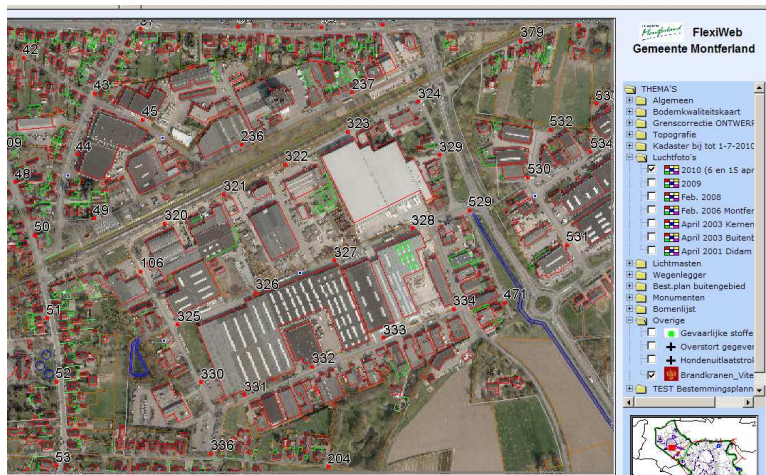 FlexiWeb
Gemeente Montferland
THEMA'S
Algemeen
Bodemkwaliteitskaart
Grenscorrectie ONTWERP
Topografie
Kadaster bij tot 1-7-2010
Luchtfoto's
2010 (6 en 15 apr
2009
Feb. 2008
Feb. 2006 Montfer
April 2003 Kernen
April 2003 Buitenb
April 2001 Didam
Lichtmasten
Wegenlegger
Best.plan buitengebied
Monumenten
Bomenlijst
Overige
Gevaarlijke stoffe
Overstort gegever
Hondenuitlaatstrok
Brandkranen_Vite
TEST Bestemmingsplann
42
379
43
237
45
324
323
532
236
44
329
322
530
534
48
321
49
320
529
50
328
531
327
106
326
471
51
325
334
333
332
52
330
331
336
53
204